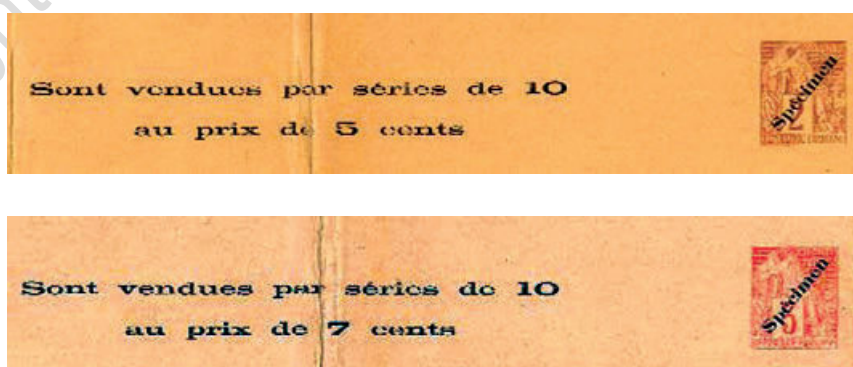 Sont vendues par séries de 10
au prix de 5 cents
2
Spécimen
Sont vendues par séries de 10
au prix de 7 cents
Spécimen